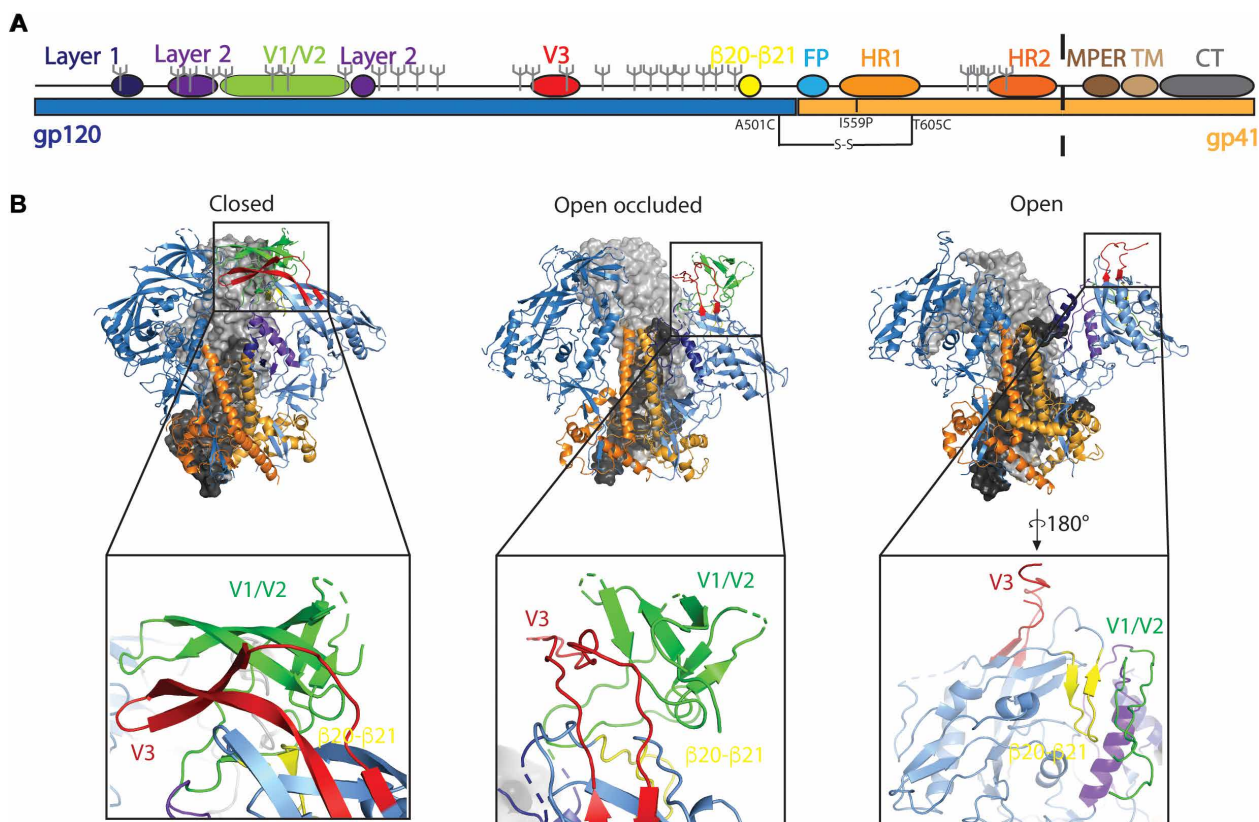 A
Layer 1 Layer 2 V1/V2 Layer 2 V3 β20-β21 FP HR1 HR2 MPER TM CT
A501C I559P T605C
gp120 S-S gp41
B
Closed Open occluded Open
180°
V1/V2 V3 β20-β21
V1/V2 V3 β20-β21
V3 V1/V2 β20-β21